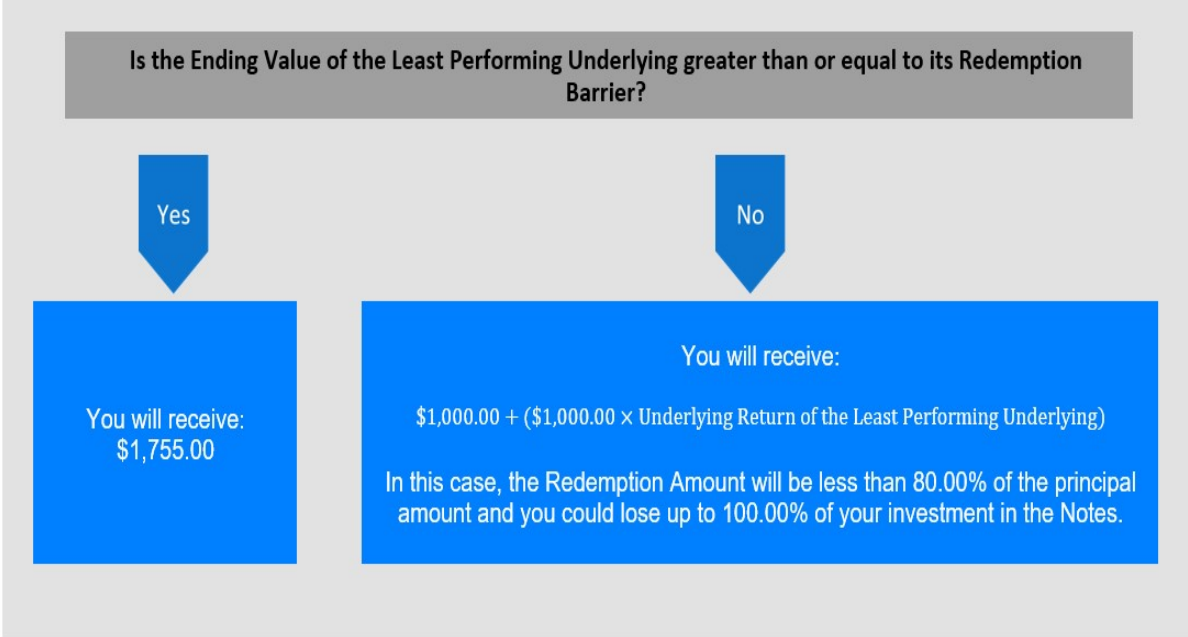 Is the Ending Value of the Least Performing Underlying greater than or equal to its Redemption
Barrier?
Yes
No
You will receive:
$1,755.00
You will receive:
$1,000.00 + ($1,000.00 × Underlying Return of the Least Performing Underlying)
In this case, the Redemption Amount will be less than 80.00% of the principal
amount and you could lose up to 100.00% of your investment in the Notes.